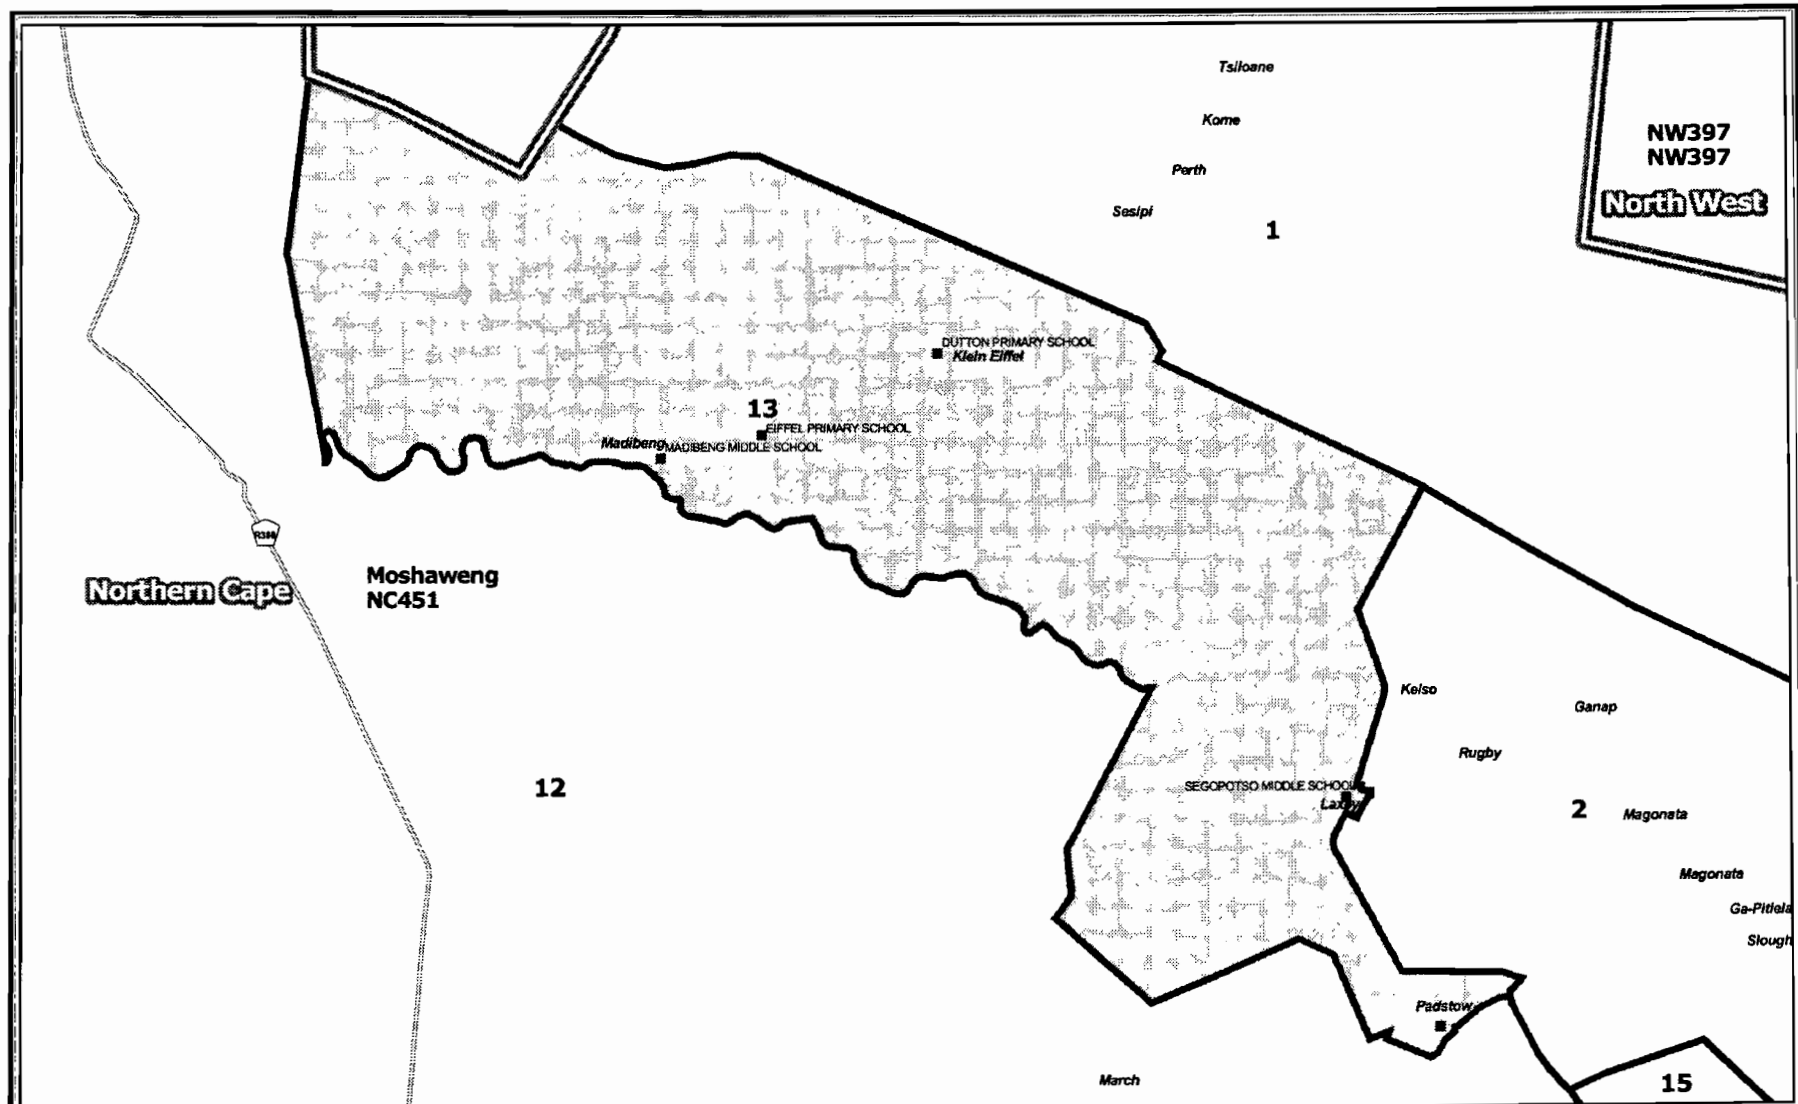 Tsiloane
Kome
Perth
Sesipi
1
NW397
NW397
North West
DUTTON PRIMARY SCHOOL
Klein Eiffel
13
EIFFEL PRIMARY SCHOOL
Madibeng
MADIBENG MIDDLE SCHOOL
Northern Cape
Moshaweng
NC451
12
Kelso
Ganap
Rugby
SEGOPOTSO MIDDLE SCHOOL
2
Magonata
Magonata
Ga-Pitiela
Slough
Padstow
March
15